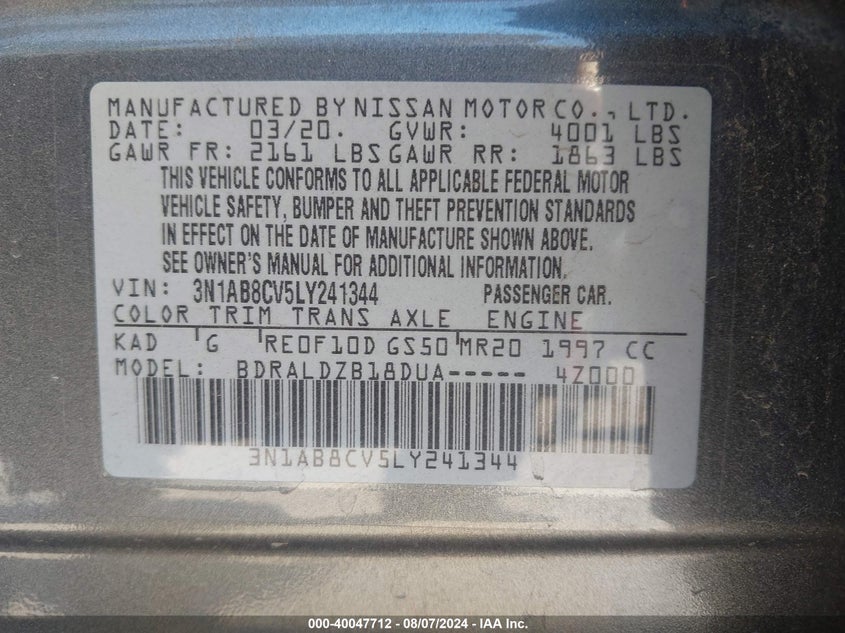 MANUFACTURED BY NISSAN MOTOR CO., LTD.
DATE: 03/20. GVWR: 4001 LBS
GAWR FR: 2161 LBS GAWR RR: 1863 LBS
THIS VEHICLE CONFORMS TO ALL APPLICABLE FEDERAL MOTOR
VEHICLE SAFETY, BUMPER AND THEFT PREVENTION STANDARDS
IN EFFECT ON THE DATE OF MANUFACTURE SHOWN ABOVE.
SEE OWNER'S MANUAL FOR ADDITIONAL INFORMATION.
VIN: 3N1AB8CV5LY241344 PASSENGER CAR.
COLOR TRIM TRANS AXLE ENGINE
KAD G RE0F10D GS50 MR20 1997 CC
MODEL: BDRALDZB18DUA----- 4Z000
3N1AB8CV5LY241344
000-40047712 - 08/07/2024 - IAA Inc.